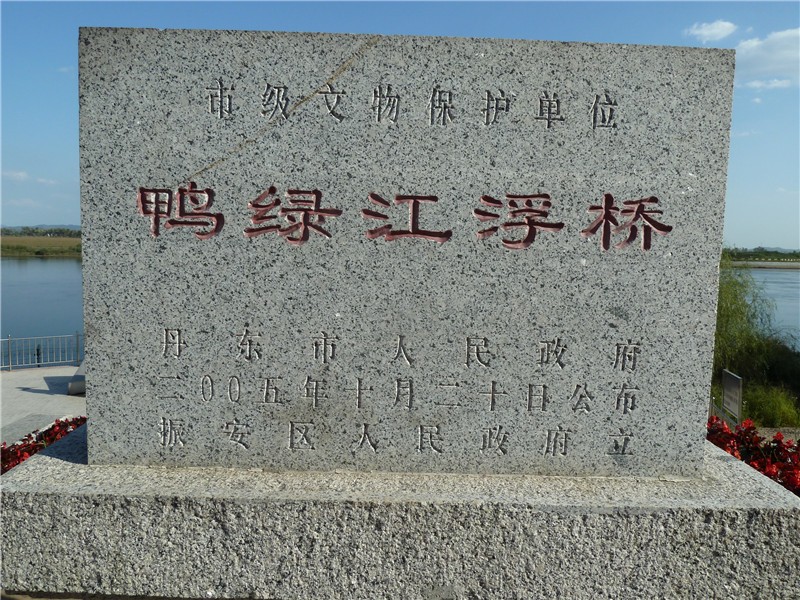 市级文物保护单位
鸭绿江浮桥
丹东市人民政府
二00五年十月二十日公布
振安区人民政府立